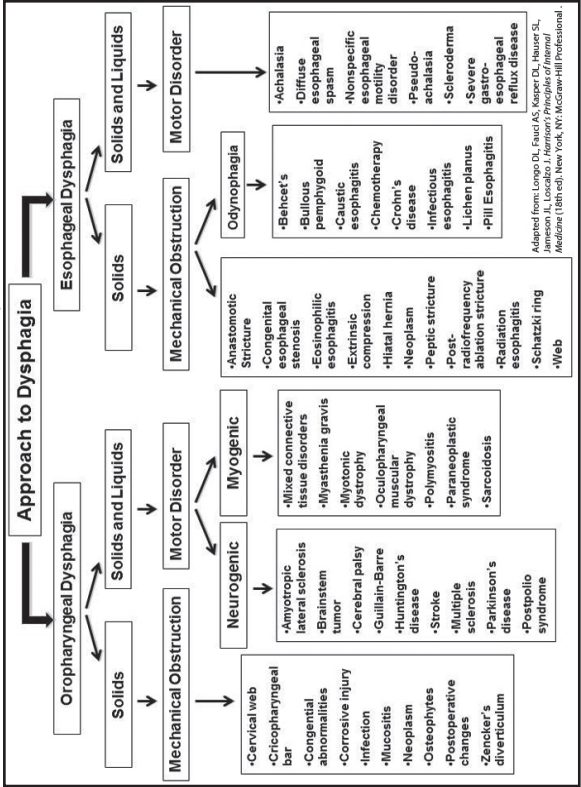 Approach to Dysphagia
Oropharyngeal Dysphagia
Solids
Mechanical Obstruction
•Cervical web
•Cricopharyngeal
bar
•Congential
abnormalities
•Corrosive injury
•Infection
•Mucositis
•Neoplasm
•Osteophytes
•Postoperative
changes
•Zencker's
diverticulum
Solids and Liquids
Motor Disorder
Neurogenic
•Amyotropic
lateral sclerosis
•Brainstem
tumor
•Cerebral palsy
•Guillain-Barre
•Huntington's
disease
•Stroke
•Multiple
sclerosis
•Parkinson's
disease
•Postpolio
syndrome
Myogenic
•Mixed connective
tissue disorders
•Myasthenia gravis
•Myotonic
dystrophy
•Oculopharyngeal
muscular
dystrophy
•Polymyositis
•Paraneoplastic
syndrome
•Sarcoidosis
Esophageal Dysphagia
Solids
Mechanical Obstruction
•Anastomotic
Stricture
•Congenital
esophageal
stenosis
•Eosinophilic
esophagitis
•Extrinsic
compression
•Hiatal hernia
•Neoplasm
•Peptic stricture
•Post-
radiofrequency
ablation stricture
•Radiation
esophagitis
•Schatzki ring
•Web
Odynophagia
•Behcet's
•Bullous
pemphygoid
•Caustic
esophagitis
•Chemotherapy
•Crohn's
disease
•Infectious
esophagitis
•Lichen planus
•Pill Esophagitis
Solids and Liquids
Motor Disorder
•Achalasia
•Diffuse
esophageal
spasm
•Nonspecific
esophageal
motility
disorder
•Pseudo-
achalasia
•Scleroderma
•Severe
gastro-
esophageal
reflux disease
Adapted from: Longo DL, Fauci AS, Kasper DL, Hauser SL,
Jameson JL, Loscalzo J. Harrison's Principles of Internal
Medicine (18th ed). New York, NY: McGraw-Hill Professional .